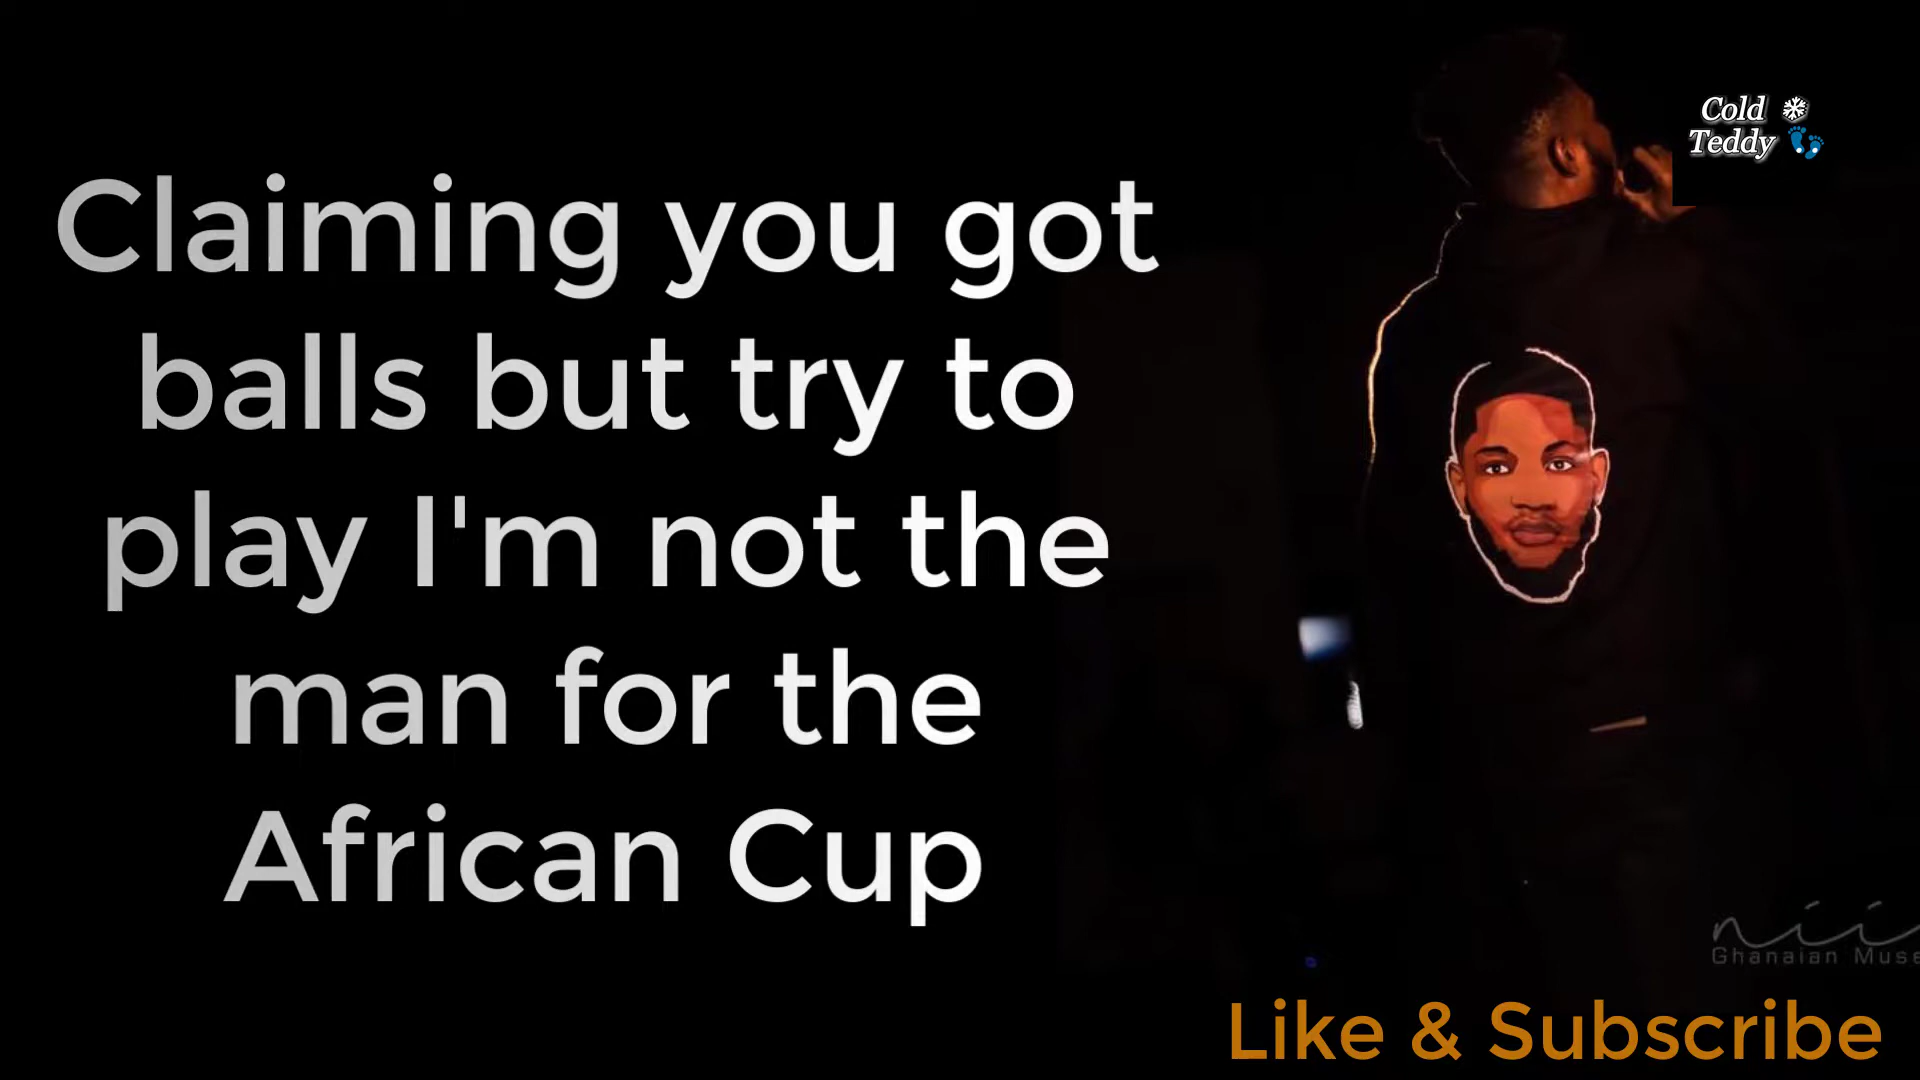 Claiming you got
balls but try to
play I'm not the
man for the
African Cup
Cold
Teddy
nii
Ghanaian Muse
Like & Subscribe